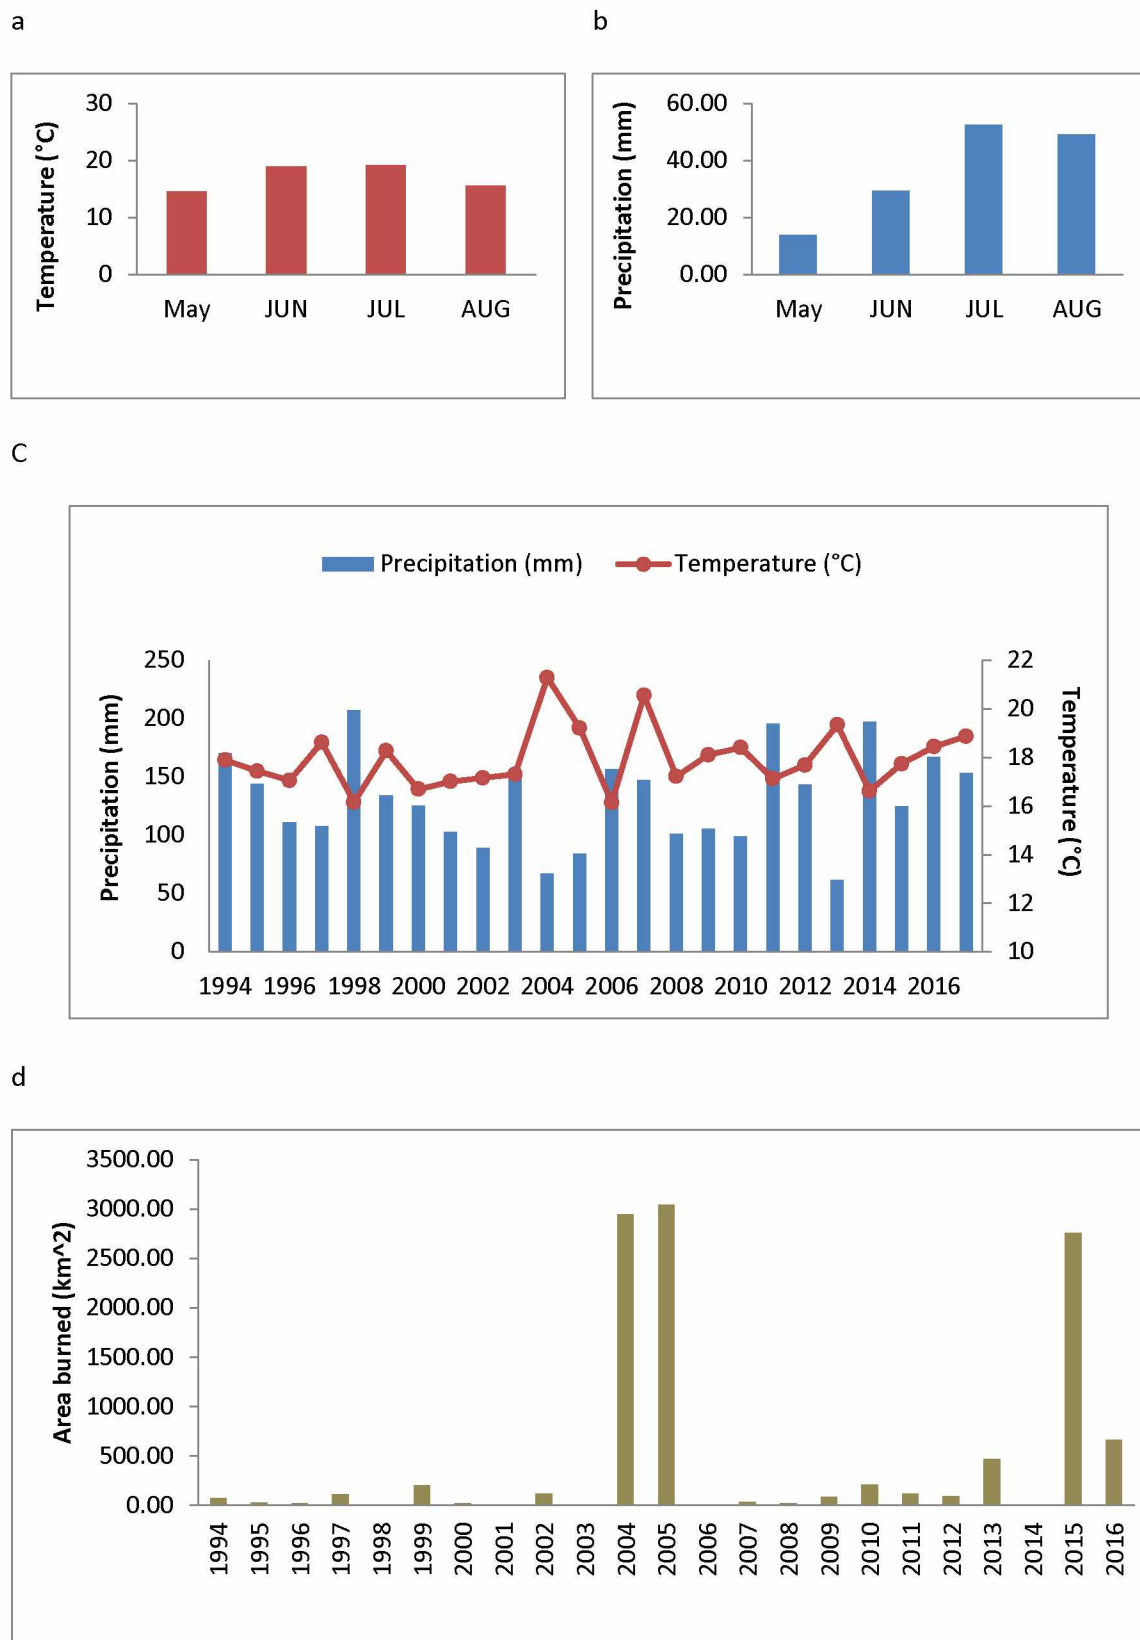 a
b
30
20
10
0
Temperature (°C)
May JUN JUL AUG
60.00
40.00
20.00
0.00
Precipitation (mm)
May JUN JUL AUG
C
Precipitation (mm) Temperature (°C)
250
200
150
100
50
0
Precipitation (mm)
22
20
18
16
14
12
10
Temperature (°C)
1994 1996 1998 2000 2002 2004 2006 2008 2010 2012 2014 2016
d
3500.00
3000.00
2500.00
2000.00
1500.00
1000.00
500.00
0.00
Area burned (km^2)
1994 1995 1996 1997 1998 1999 2000 2001 2002 2003 2004 2005 2006 2007 2008 2009 2010 2011 2012 2013 2014 2015 2016